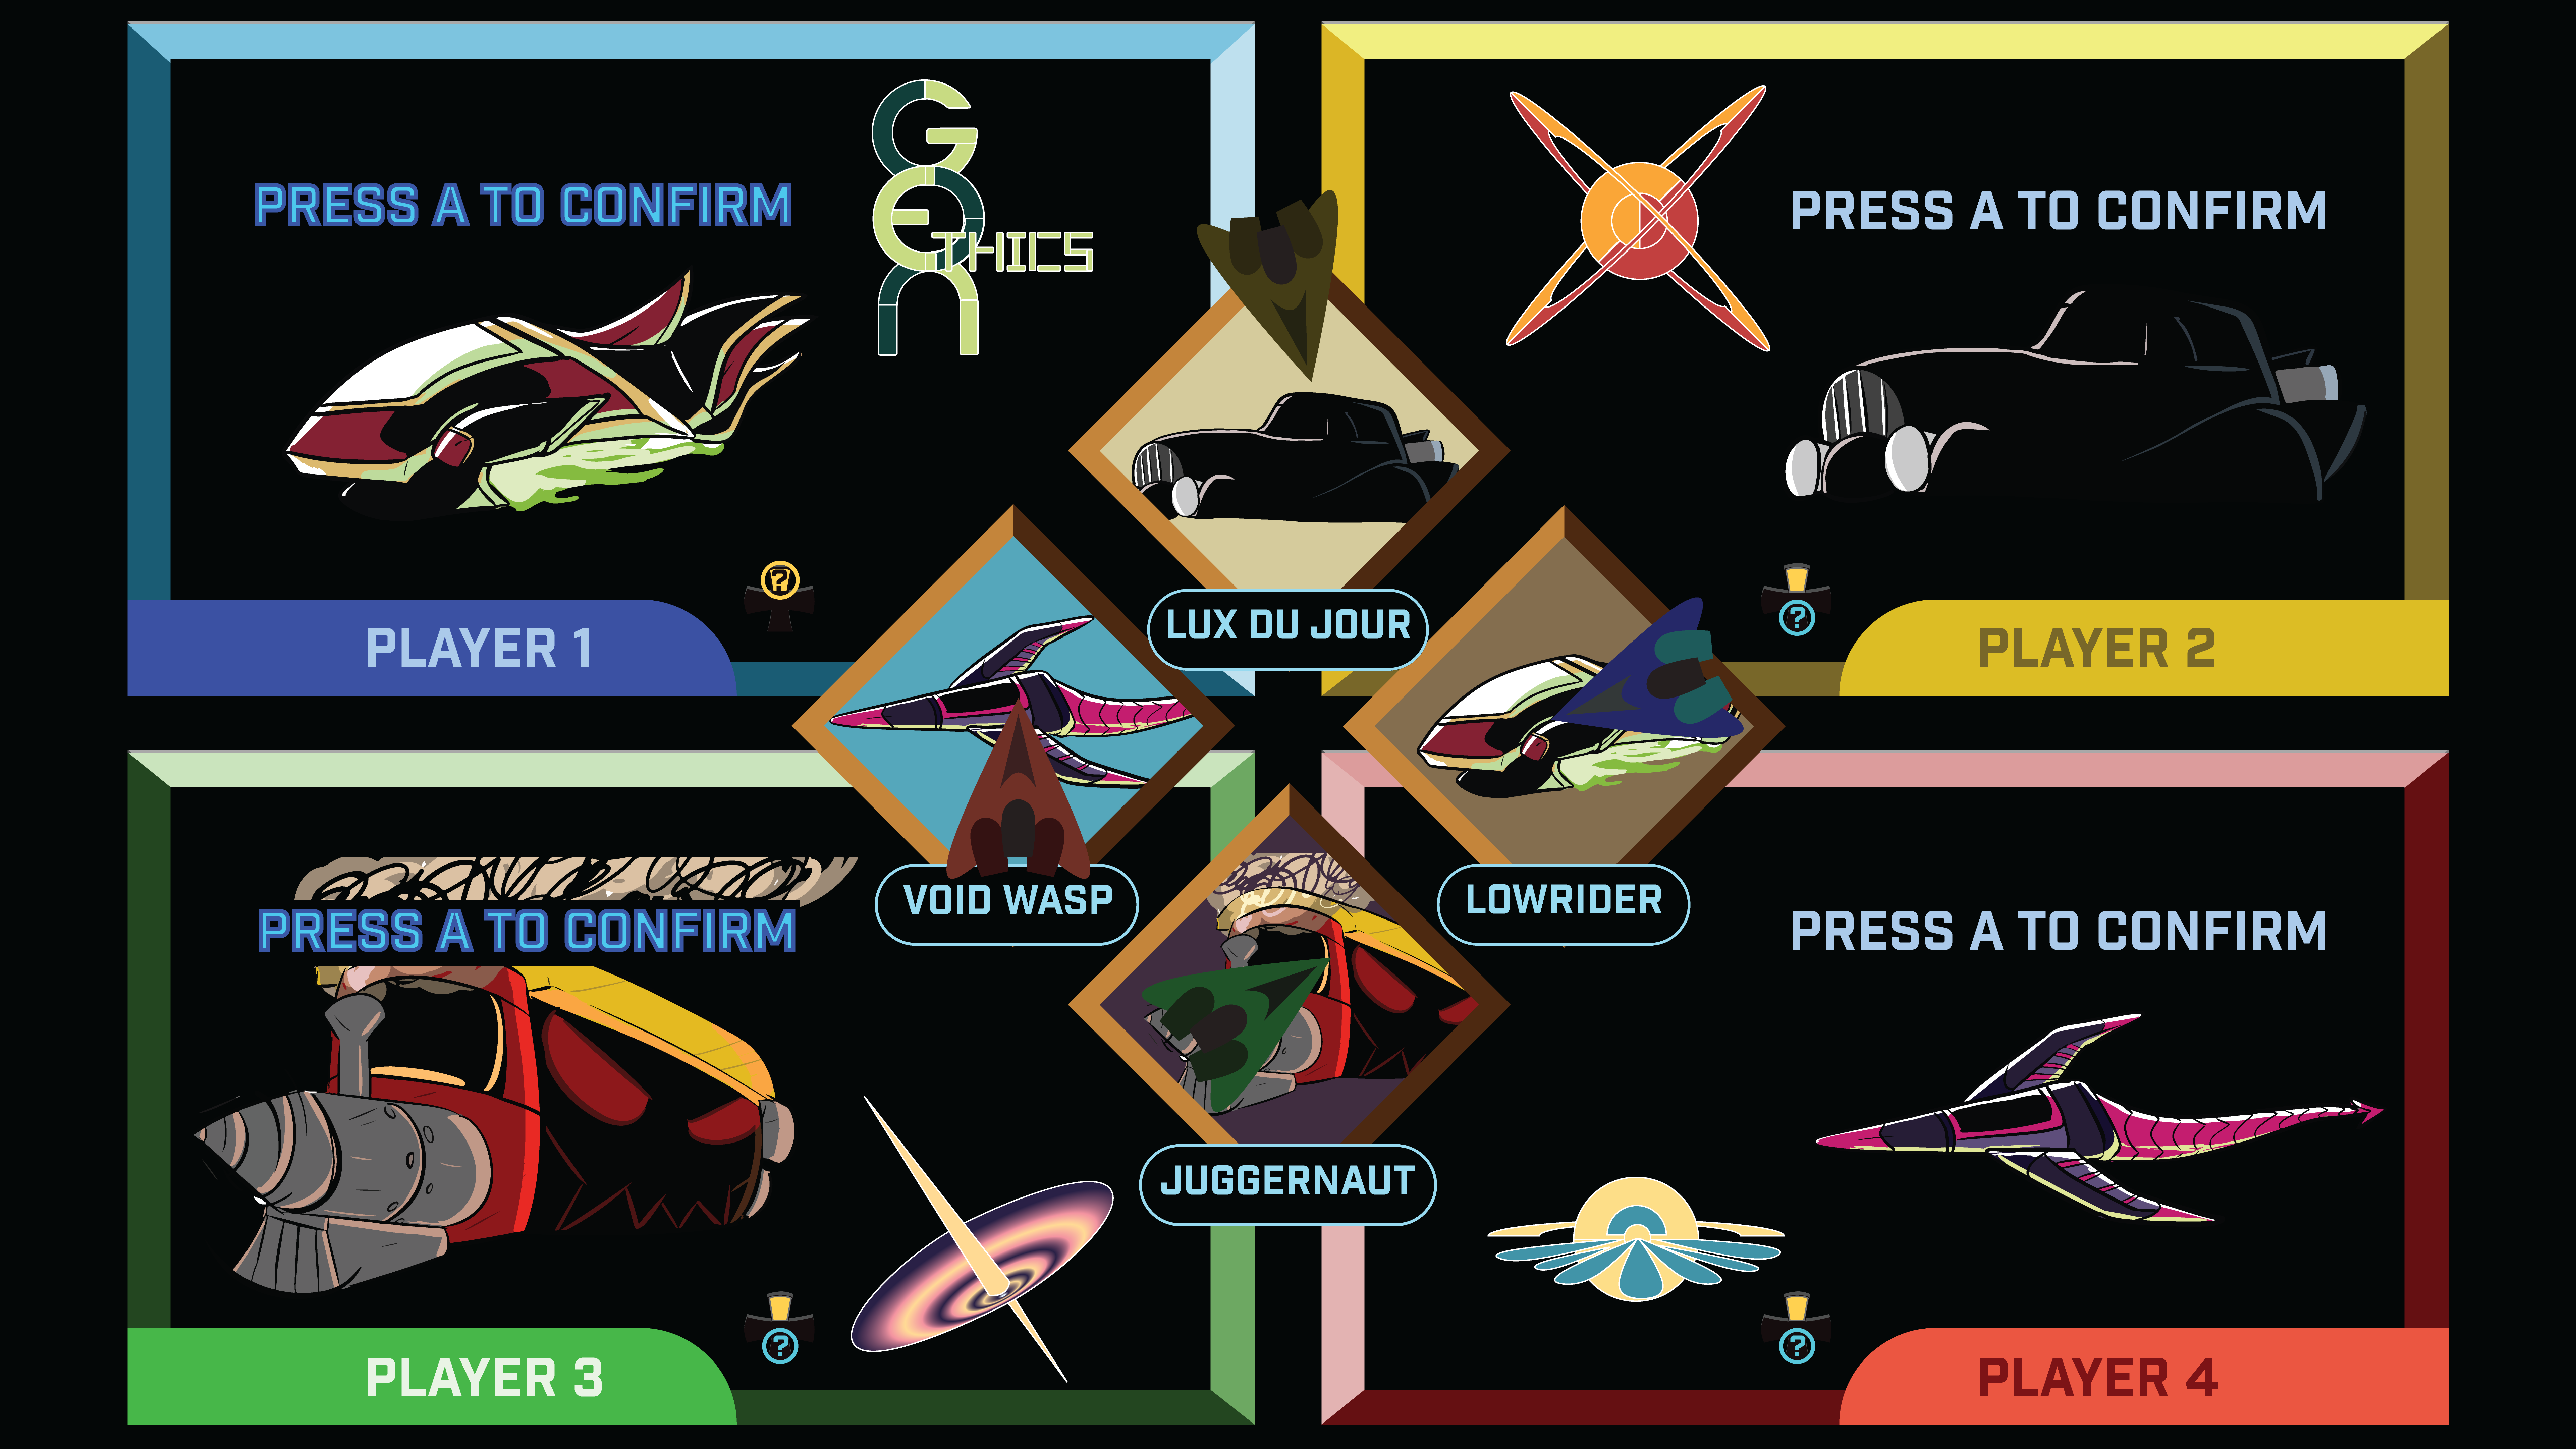 PRESS A TO CONFIRM
GEN
ETHICS
PRESS A TO CONFIRM
?
?
PLAYER 1
LUX DU JOUR
PLAYER 2
VOID WASP
LOWRIDER
PRESS A TO CONFIRM
PRESS A TO CONFIRM
JUGGERNAUT
?
?
PLAYER 3
PLAYER 4